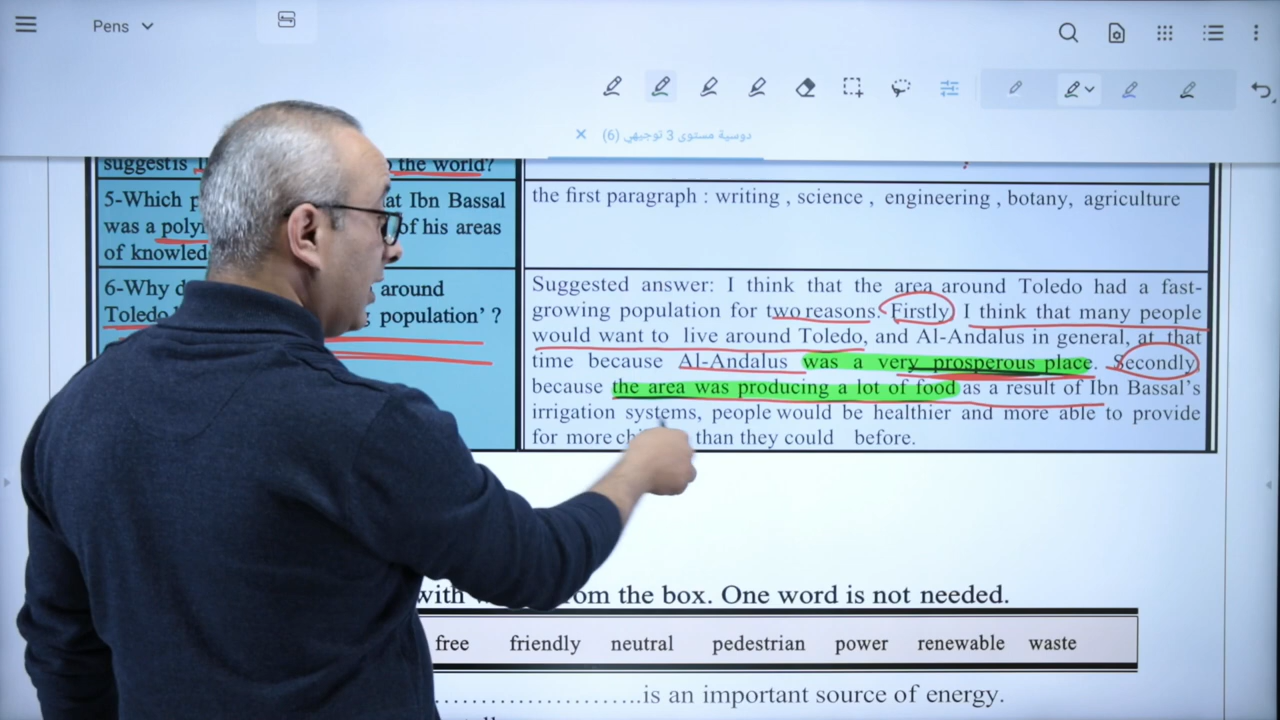 Pens
دوسية مستوى 3 توجيهي (6)
suggestis the world?
5-Which at Ibn Bassal
was a of his areas
of
the first paragraph : writing , science , engineering , botany, agriculture
6-Why around
Toledo population' ?
Suggested answer: I think that the area around Toledo had a fast-
growing population for two reasons. Firstly I think that many people
would want to live around Toledo, and Al-Andalus in general, at that
time because Al-Andalus was a very prosperous place. Secondly
because the area was producing a lot of food as a result of Ibn Bassal's
irrigation systems, people would be healthier and more able to provide
for more than they could before.
with from the box. One word is not needed.
free friendly neutral pedestrian power renewable waste
........................is an important source of energy.